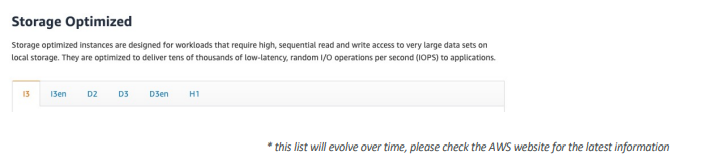 Storage Optimized
Storage optimized instances are designed for workloads that require high, sequential read and write access to very large data sets on
local storage. They are optimized to deliver tens of thousands of low-latency, random I/O operations per second (IOPS) to applications.
I3 I3en D2 D3 D3en H1
* this list will evolve over time, please check the AWS website for the latest information